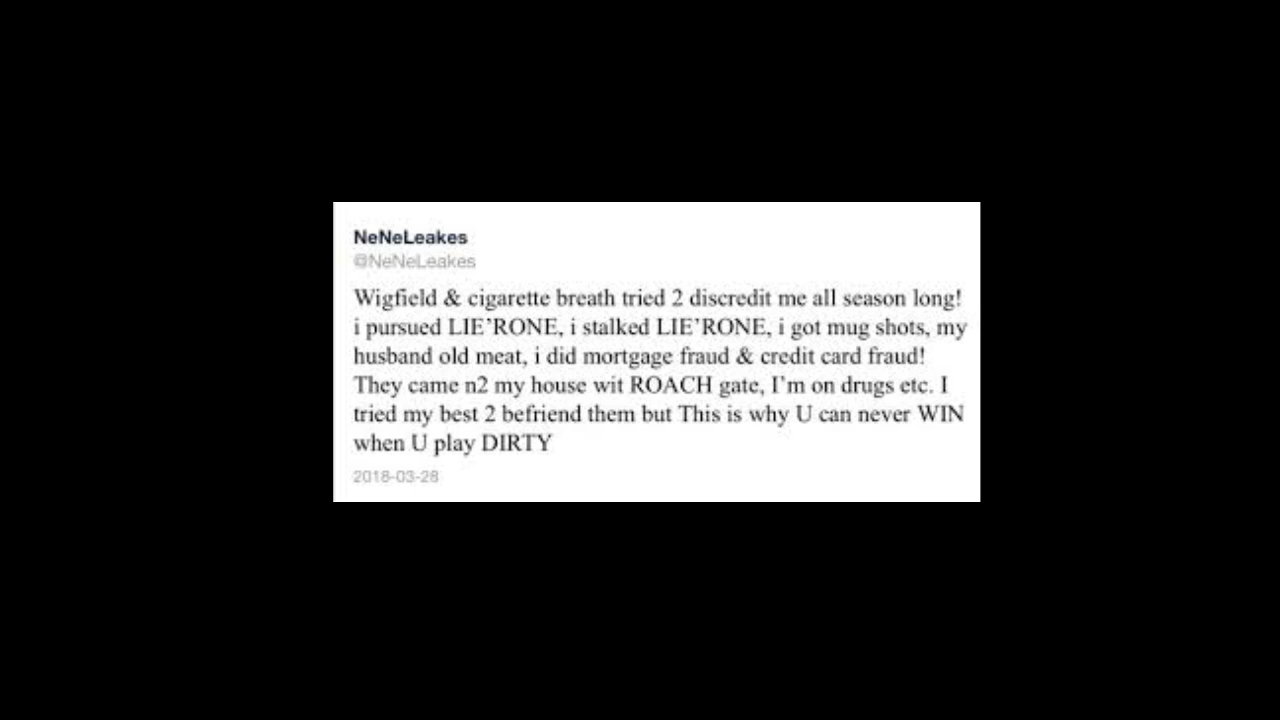 NeNeLeakes
@NeNeLeakes
Wigfield & cigarette breath tried 2 discredit me all season long!
i pursued LIE'RONE, i stalked LIE'RONE, i got mug shots, my
husband old meat, i did mortgage fraud & credit card fraud!
They came n2 my house wit ROACH gate, I'm on drugs etc. I
tried my best 2 befriend them but This is why U can never WIN
when U play DIRTY
2018-03-28